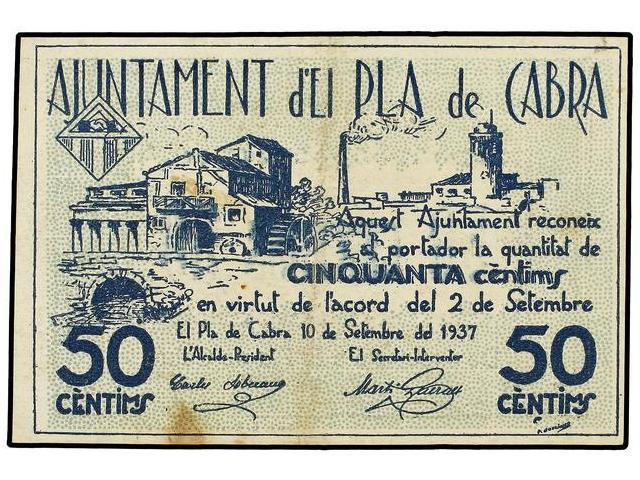 AJUNTAMENT d'El PLA de CABRA
Aquest Ajuntament reconeix
al portador la quantitat de
CINQUANTA cèntims
en virtut de l'acord del 2 de Setembre
El Pla de Cabra 10 de Setembre del 1937
L'Alcalde-President El Secretari-Interventor
50 50
CÈNTIMS CÈNTIMS